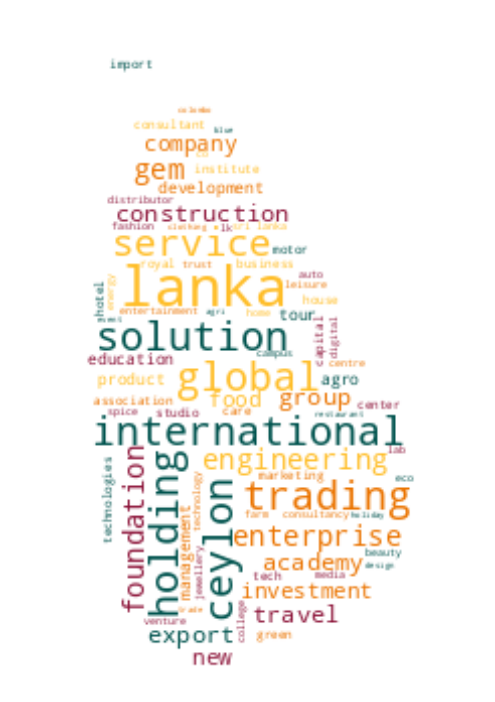 import
colombo
consultant
blue
company
co
gem institute
development
distributor
construction
fashion clothing lk sri lanka
service motor
royal trust business
auto
lanka leisure
hotel energy house
entertainment agri home tour
solution capital digital
campus
education centre
product global agro
association food group center
spice studio care restaurant
international
lab
engineering
technologies foundation holding technology marketing eco
ceylon trading
farm consultancy holiday
management enterprise
beauty
jewellery academy design
tech media
investment
trade
venture college travel
export green
new